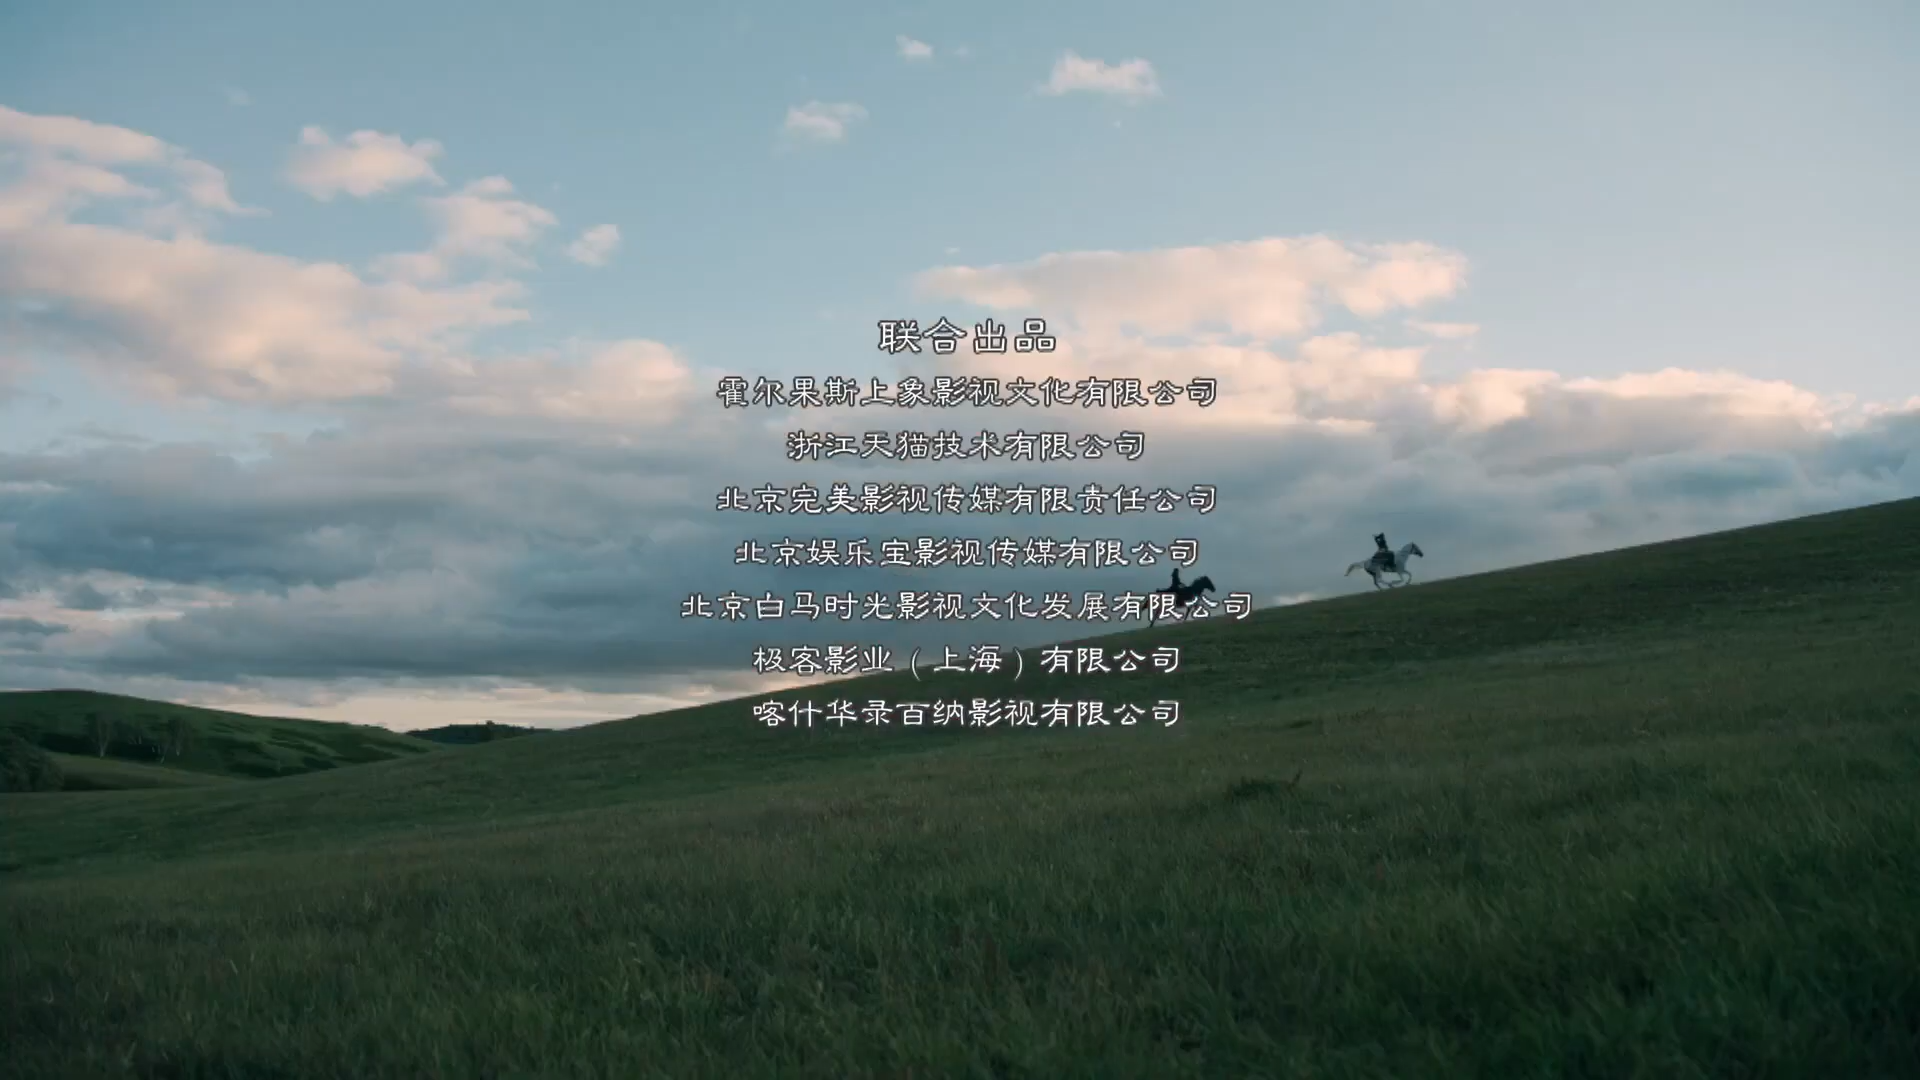 联合出品
霍尔果斯上象影视文化有限公司
浙江天猫技术有限公司
北京完美影视传媒有限责任公司
北京娱乐宝影视传媒有限公司
北京白马时光影视文化发展有限公司
极客影业（上海）有限公司
喀什华录百纳影视有限公司